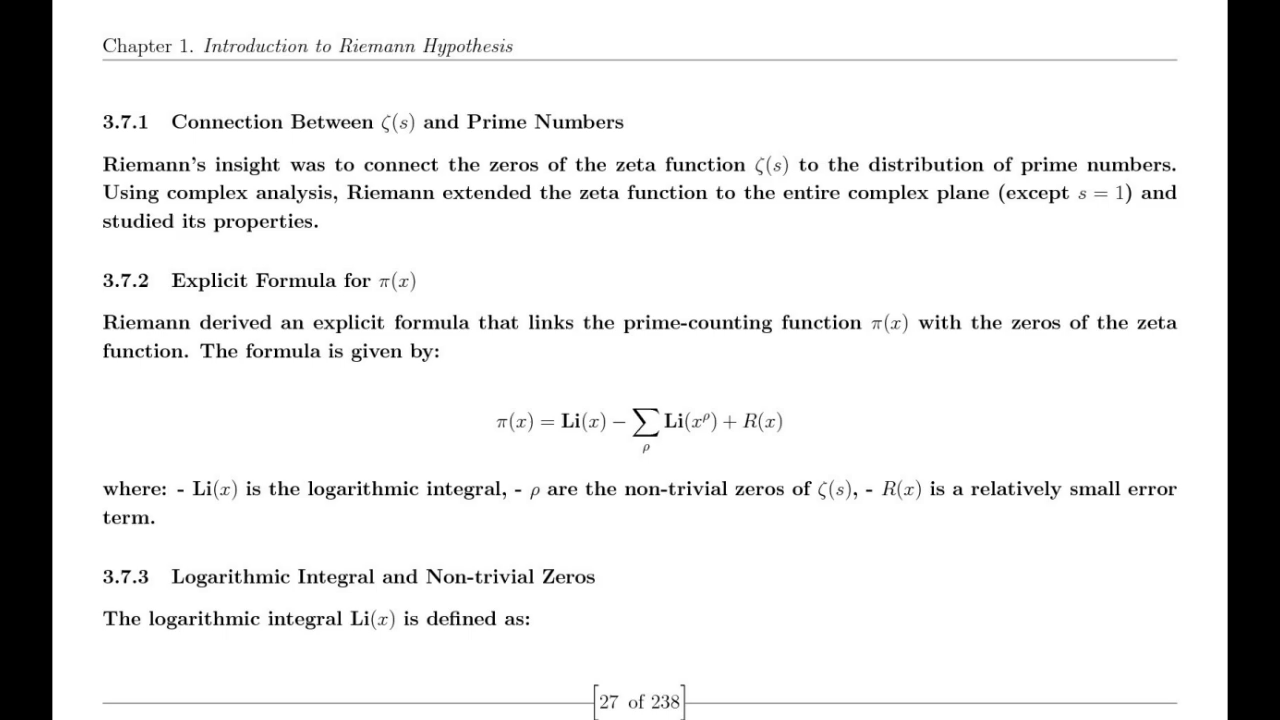 Chapter 1. Introduction to Riemann Hypothesis
3.7.1 Connection Between ζ(s) and Prime Numbers
Riemann's insight was to connect the zeros of the zeta function ζ(s) to the distribution of prime numbers.
Using complex analysis, Riemann extended the zeta function to the entire complex plane (except s = 1) and
studied its properties.
3.7.2 Explicit Formula for π(x)
Riemann derived an explicit formula that links the prime-counting function π(x) with the zeros of the zeta
function. The formula is given by:
π(x) = Li(x) − ∑ρ Li(x^ρ) + R(x)
where: - Li(x) is the logarithmic integral, - ρ are the non-trivial zeros of ζ(s), - R(x) is a relatively small error
term.
3.7.3 Logarithmic Integral and Non-trivial Zeros
The logarithmic integral Li(x) is defined as:
[27 of 238]